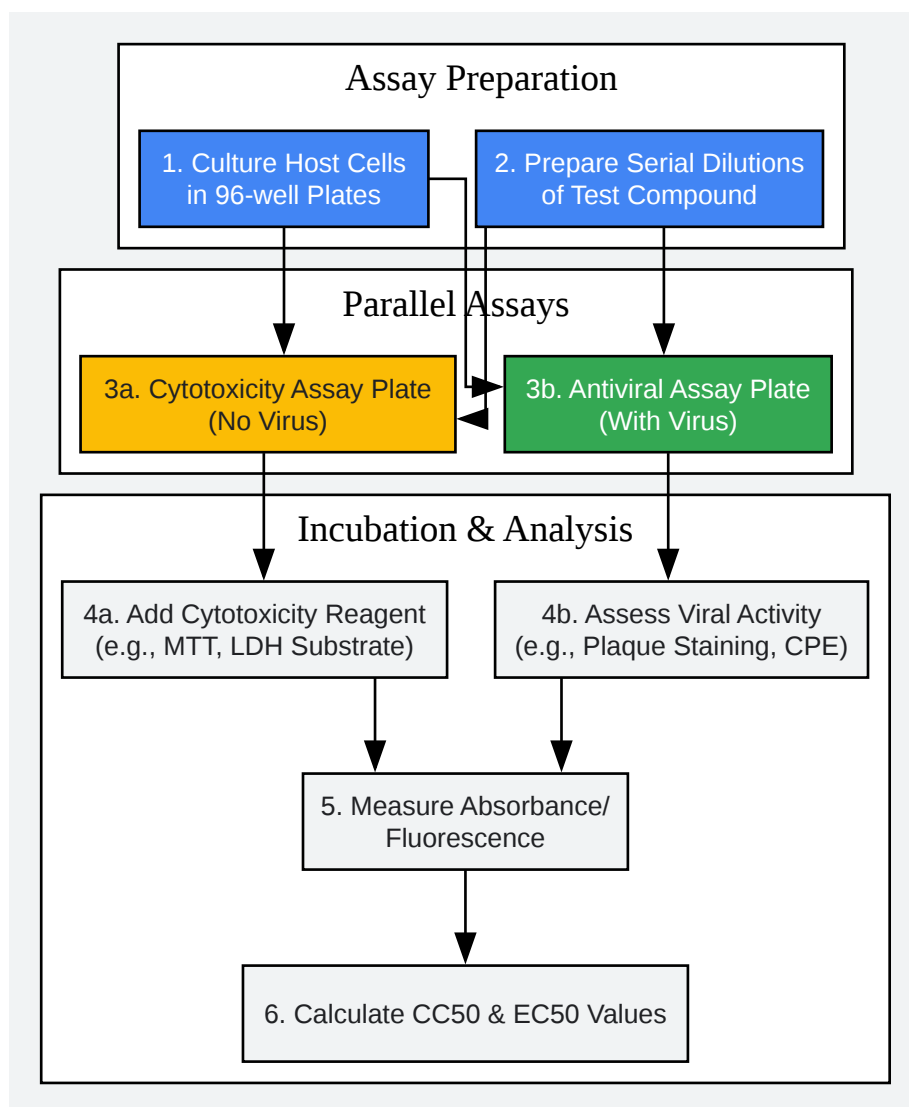 Assay Preparation
1. Culture Host Cells
in 96-well Plates
2. Prepare Serial Dilutions
of Test Compound
Parallel Assays
3a. Cytotoxicity Assay Plate
(No Virus)
3b. Antiviral Assay Plate
(With Virus)
Incubation & Analysis
4a. Add Cytotoxicity Reagent
(e.g., MTT, LDH Substrate)
4b. Assess Viral Activity
(e.g., Plaque Staining, CPE)
5. Measure Absorbance/
Fluorescence
6. Calculate CC50 & EC50 Values